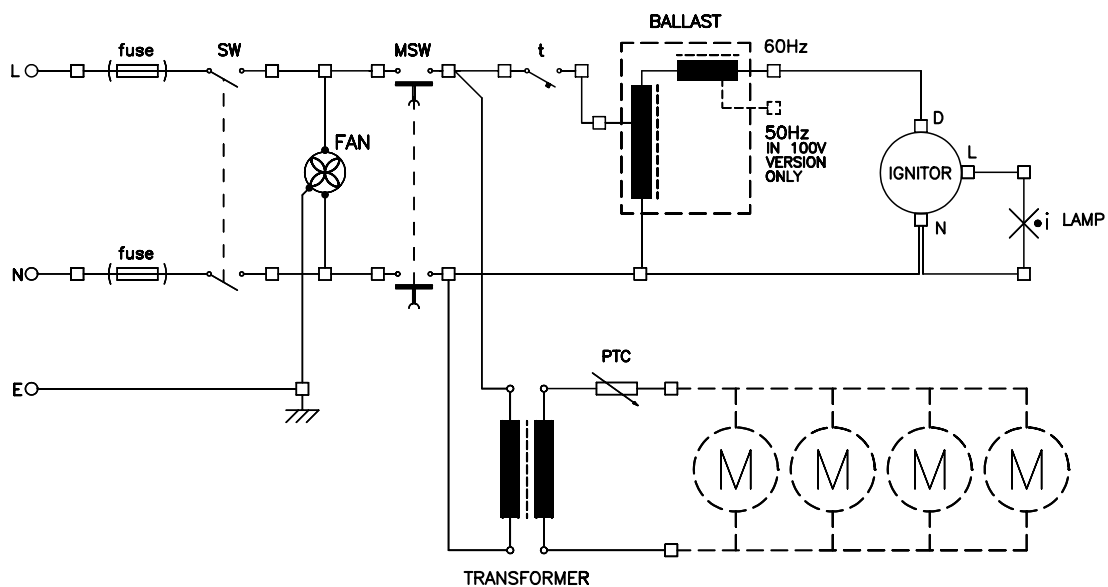 BALLAST
fuse
SW
MSW
t
60Hz
L
D
50Hz
IN 100V
VERSION
ONLY
FAN
L
IGNITOR
N
i
LAMP
fuse
N
PTC
E
M M M M
TRANSFORMER